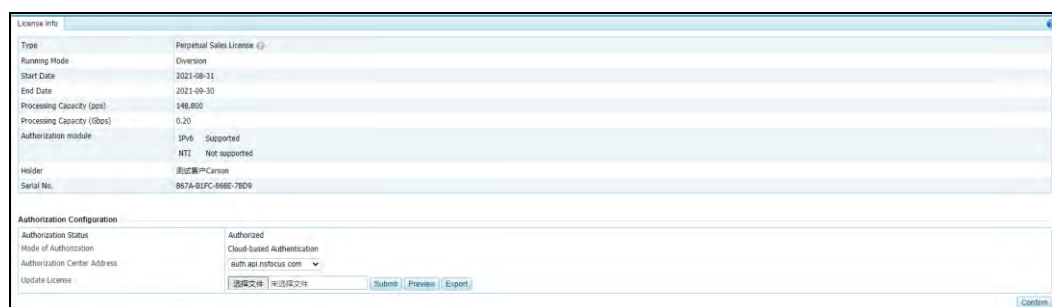 License Info
Type Perpetual Sales License
Running Mode Diversion
Start Date 2021-08-31
End Date 2021-09-30
Processing Capacity (pps) 148,800
Processing Capacity (Gbps) 0.20
Authorization module IPv6 Supported
NTI Not supported
Holder 测试客户Carson
Serial No. 867A-B1FC-868E-78D9
Authorization Configuration
Authorization Status Authorized
Mode of Authorization Cloud-based Authentication
Authorization Center Address auth.api.nsfocus.com
Update License 选择文件 未选择文件 Submit Preview Export
Confirm